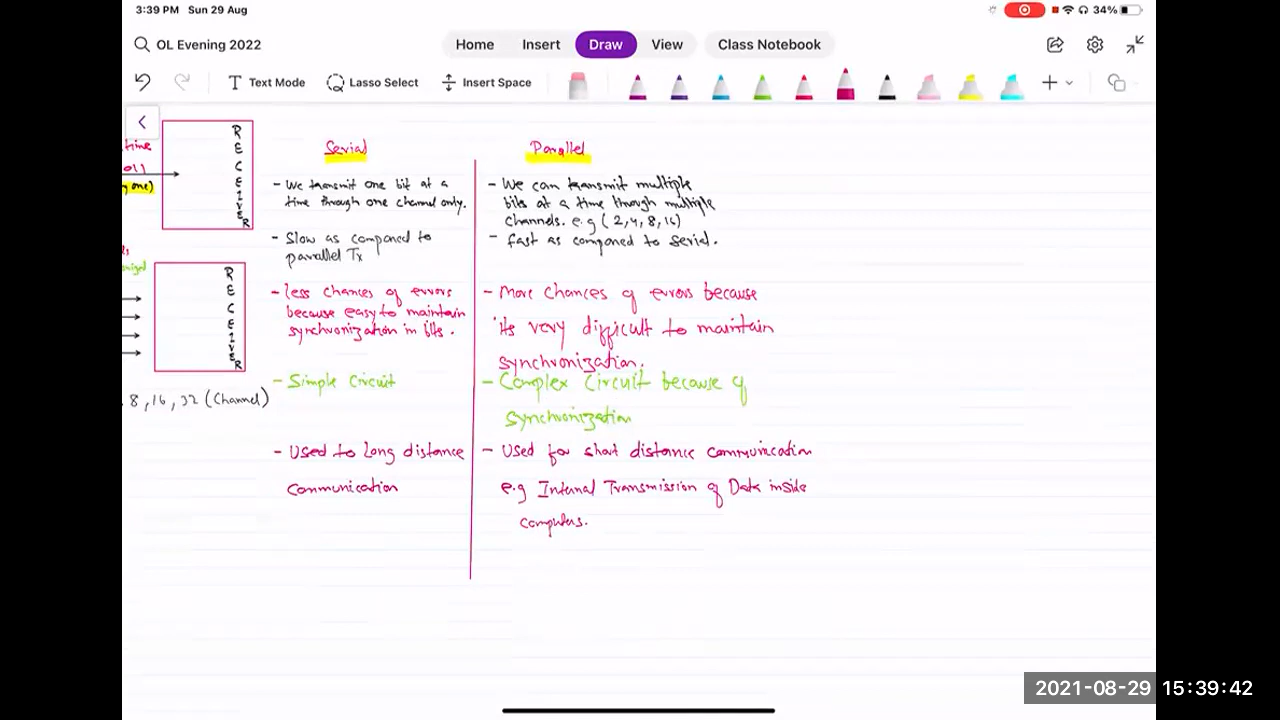 3:39 PM Sun 29 Aug
34%
OL Evening 2022
Home Insert Draw View Class Notebook
Text Mode Lasso Select Insert Space
time
y one)
RECEIVER
RECEIVER
8, 16, 32 (Channel)
Serial
- We transmit one bit at a
time through one channel only.
- Slow as compared to
parallel Tx
- less chances of errors
because easy to maintain
synchronization in bits.
- Simple Circuit
- Used to Long distance
Communication
Parallel
- We can transmit multiple
bits at a time through multiple
channels. e.g ( 2, 4, 8, 16)
- fast as compared to serial.
- More chances of errors because
its very difficult to maintain
synchronization.
- Complex Circuit because of
synchronization
- Used for short distance communication
e.g Internal Transmission of Data inside
computers.
2021-08-29 15:39:42